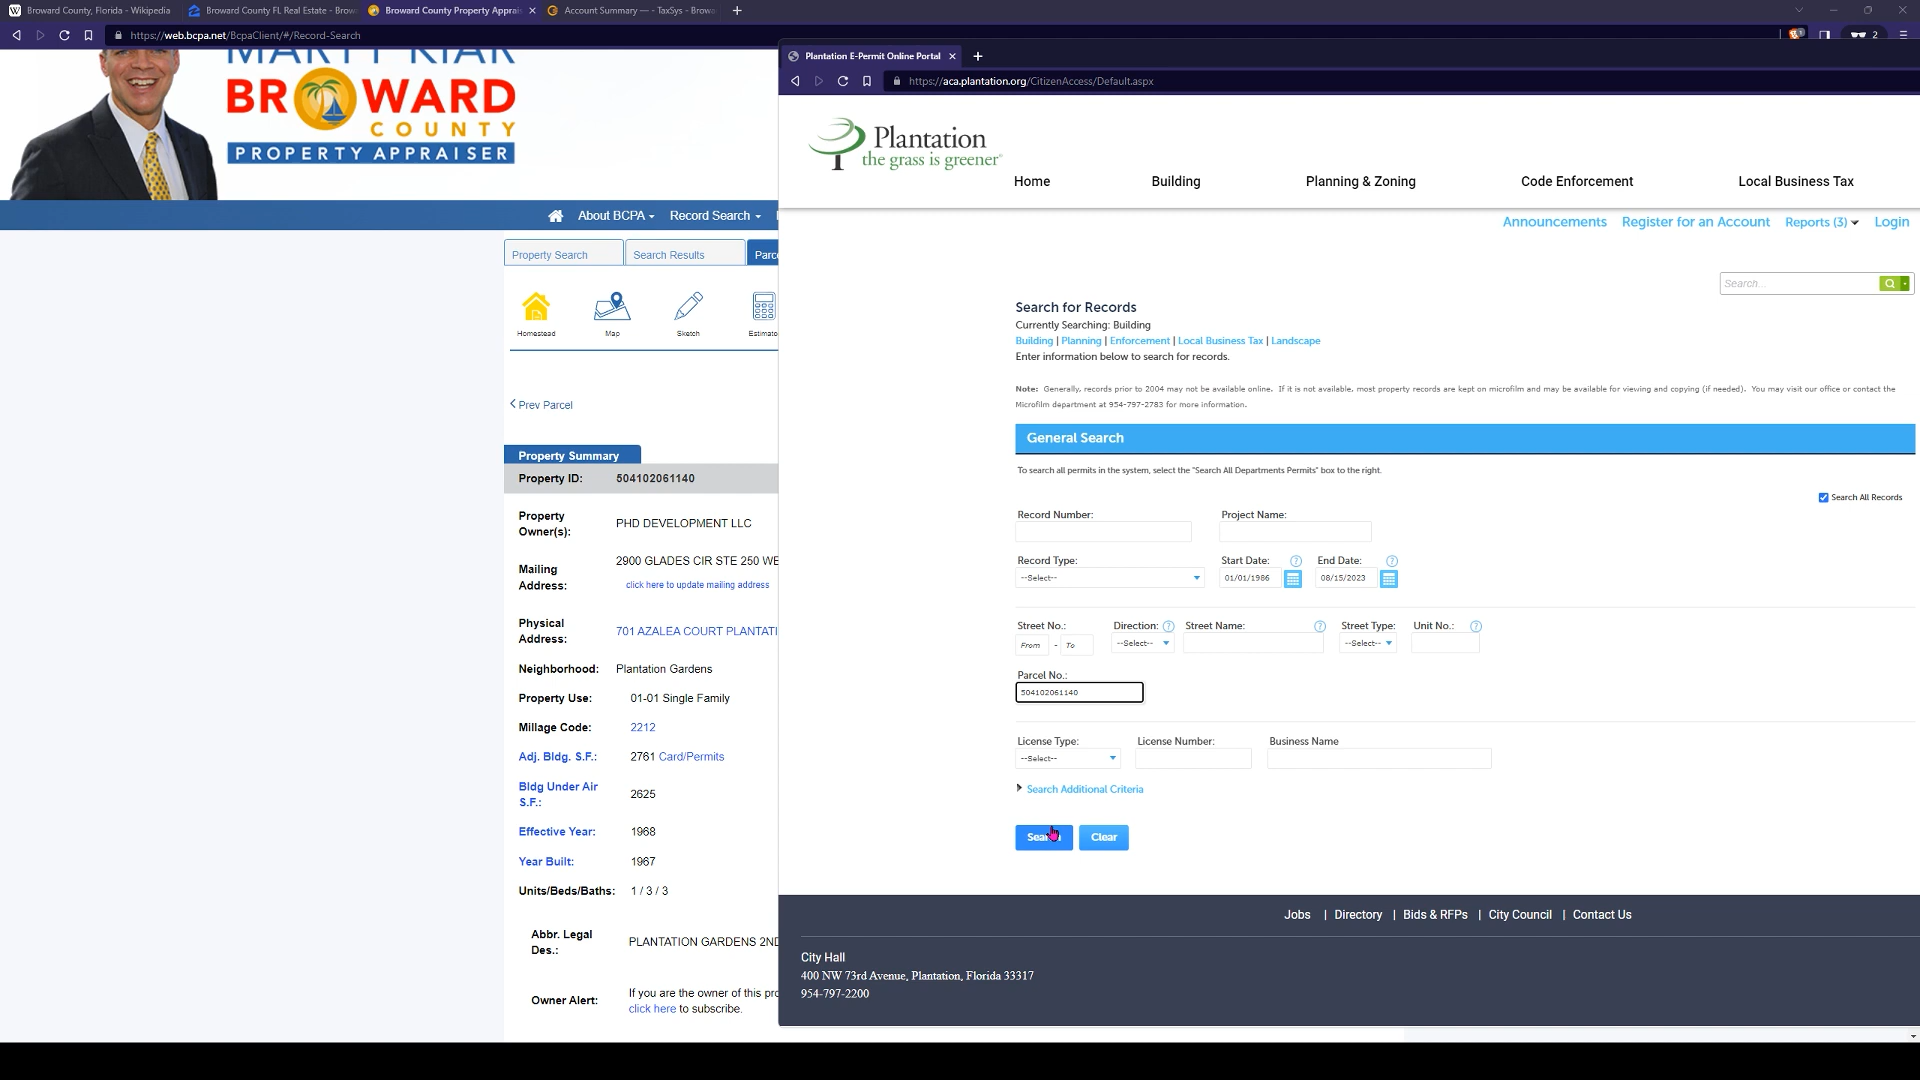 Broward County, Florida - Wikipedia
Broward County FL Real Estate - Brow
Broward County Property Apprais
Account Summary — - TaxSys - Browa
https://web.bcpa.net/BcpaClient/#/Record-Search
2
MARTY KIAR
BROWARD
COUNTY
PROPERTY APPRAISER
About BCPA
Record Search
Property Search
Search Results
Parce
Homestead
Map
Sketch
Estimato
Prev Parcel
Property Summary
Property ID: 504102061140
Property Owner(s): PHD DEVELOPMENT LLC
Mailing Address: 2900 GLADES CIR STE 250 WE
click here to update mailing address
Physical Address: 701 AZALEA COURT PLANTATI
Neighborhood: Plantation Gardens
Property Use: 01-01 Single Family
Millage Code: 2212
Adj. Bldg. S.F.: 2761 Card/Permits
Bldg Under Air S.F.: 2625
Effective Year: 1968
Year Built: 1967
Units/Beds/Baths: 1 / 3 / 3
Abbr. Legal Des.: PLANTATION GARDENS 2ND
Owner Alert: If you are the owner of this pro
click here to subscribe.
Plantation E-Permit Online Portal
https://aca.plantation.org/CitizenAccess/Default.aspx
Plantation
the grass is greener®
Home
Building
Planning & Zoning
Code Enforcement
Local Business Tax
Announcements
Register for an Account
Reports (3)
Login
Search...
Search for Records
Currently Searching: Building
Building | Planning | Enforcement | Local Business Tax | Landscape
Enter information below to search for records.
Note: Generally, records prior to 2004 may not be available online. If it is not available, most property records are kept on microfilm and may be available for viewing and copying (if needed). You may visit our office or contact the
Microfilm department at 954-797-2783 for more information.
General Search
To search all permits in the system, select the "Search All Departments Permits" box to the right.
Search All Records
Record Number:
Project Name:
Record Type:
Start Date:
End Date:
--Select--
01/01/1986
08/15/2023
Street No.:
Direction:
Street Name:
Street Type:
Unit No.:
From - To
--Select--
--Select--
Parcel No.:
504102061140
License Type:
License Number:
Business Name
--Select--
Search Additional Criteria
Search
Clear
Jobs | Directory | Bids & RFPs | City Council | Contact Us
City Hall
400 NW 73rd Avenue, Plantation, Florida 33317
954-797-2200